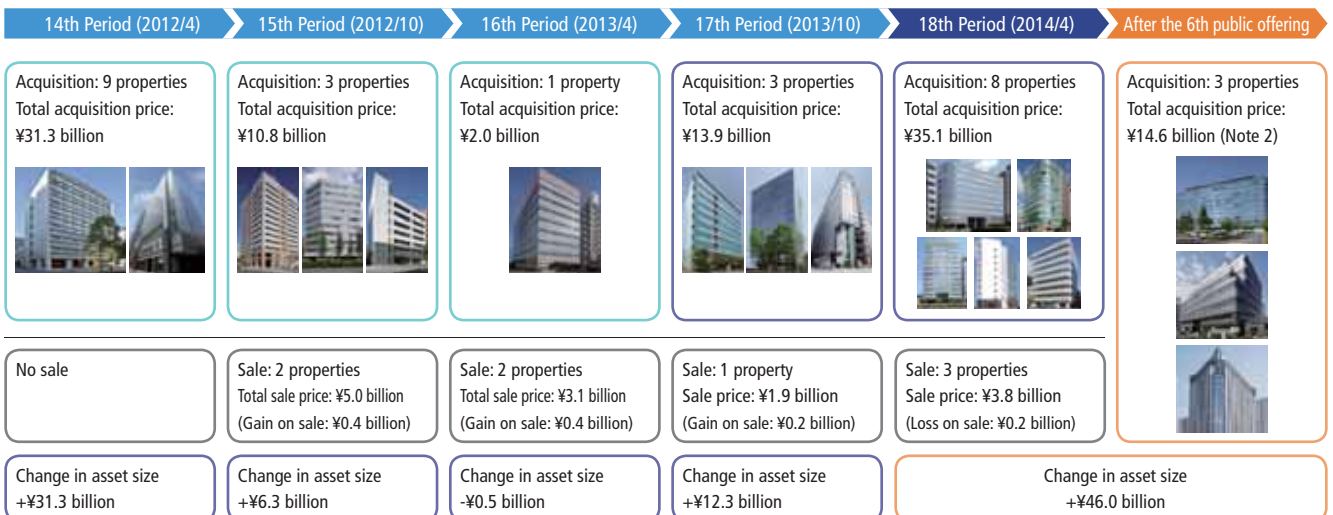 14th Period (2012/4)
15th Period (2012/10)
16th Period (2013/4)
17th Period (2013/10)
18th Period (2014/4)
After the 6th public offering
Acquisition: 9 properties
Total acquisition price:
¥31.3 billion
Acquisition: 3 properties
Total acquisition price:
¥10.8 billion
Acquisition: 1 property
Total acquisition price:
¥2.0 billion
Acquisition: 3 properties
Total acquisition price:
¥13.9 billion
Acquisition: 8 properties
Total acquisition price:
¥35.1 billion
Acquisition: 3 properties
Total acquisition price:
¥14.6 billion (Note 2)
No sale
Sale: 2 properties
Total sale price: ¥5.0 billion
(Gain on sale: ¥0.4 billion)
Sale: 2 properties
Total sale price: ¥3.1 billion
(Gain on sale: ¥0.4 billion)
Sale: 1 property
Sale price: ¥1.9 billion
(Gain on sale: ¥0.2 billion)
Sale: 3 properties
Sale price: ¥3.8 billion
(Loss on sale: ¥0.2 billion)
Change in asset size
+¥31.3 billion
Change in asset size
+¥6.3 billion
Change in asset size
-¥0.5 billion
Change in asset size
+¥12.3 billion
Change in asset size
+¥46.0 billion